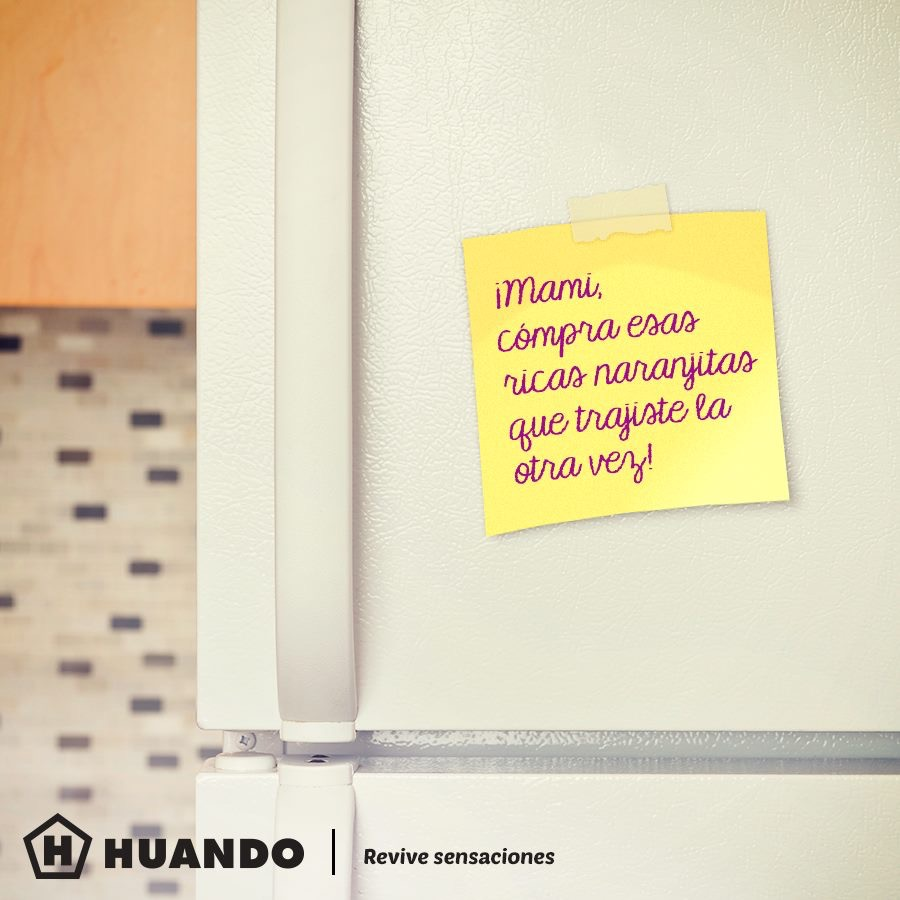 ¡Mami,
cómpra esas
ricas naranjitas
que trajiste la
otra vez!
H HUANDO
Revive sensaciones